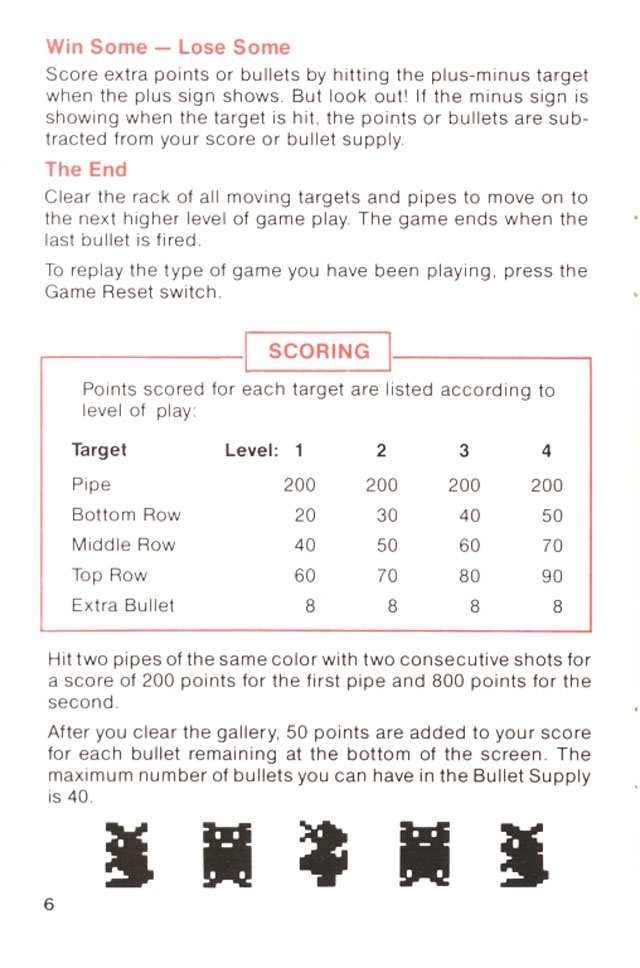 Win Some — Lose Some
Score extra points or bullets by hitting the plus-minus target
when the plus sign shows. But look out! If the minus sign is
showing when the target is hit, the points or bullets are sub-
tracted from your score or bullet supply.
The End
Clear the rack of all moving targets and pipes to move on to
the next higher level of game play. The game ends when the
last bullet is fired.
To replay the type of game you have been playing, press the
Game Reset switch.
SCORING
Points scored for each target are listed according to
level of play:
Target Level: 1 2 3 4
Pipe 200 200 200 200
Bottom Row 20 30 40 50
Middle Row 40 50 60 70
Top Row 60 70 80 90
Extra Bullet 8 8 8 8
Hit two pipes of the same color with two consecutive shots for
a score of 200 points for the first pipe and 800 points for the
second.
After you clear the gallery, 50 points are added to your score
for each bullet remaining at the bottom of the screen. The
maximum number of bullets you can have in the Bullet Supply
is 40.
6